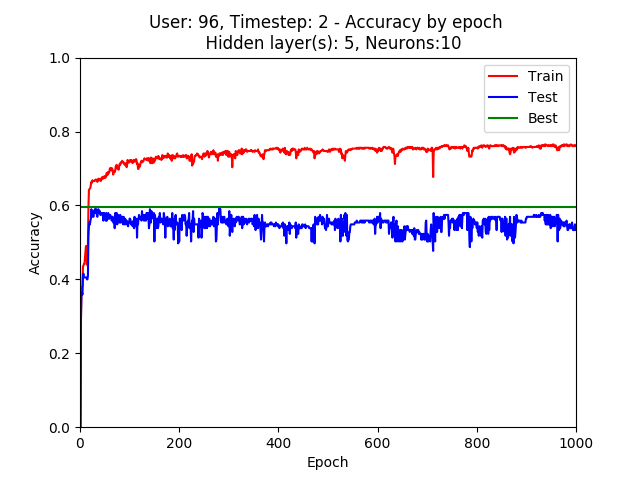 User: 96, Timestep: 2 - Accuracy by epoch
Hidden layer(s): 5, Neurons:10
1.0
Train
Test
Best
0.8
0.6
Accuracy
0.4
0.2
0.0
0 200 400 600 800 1000
Epoch